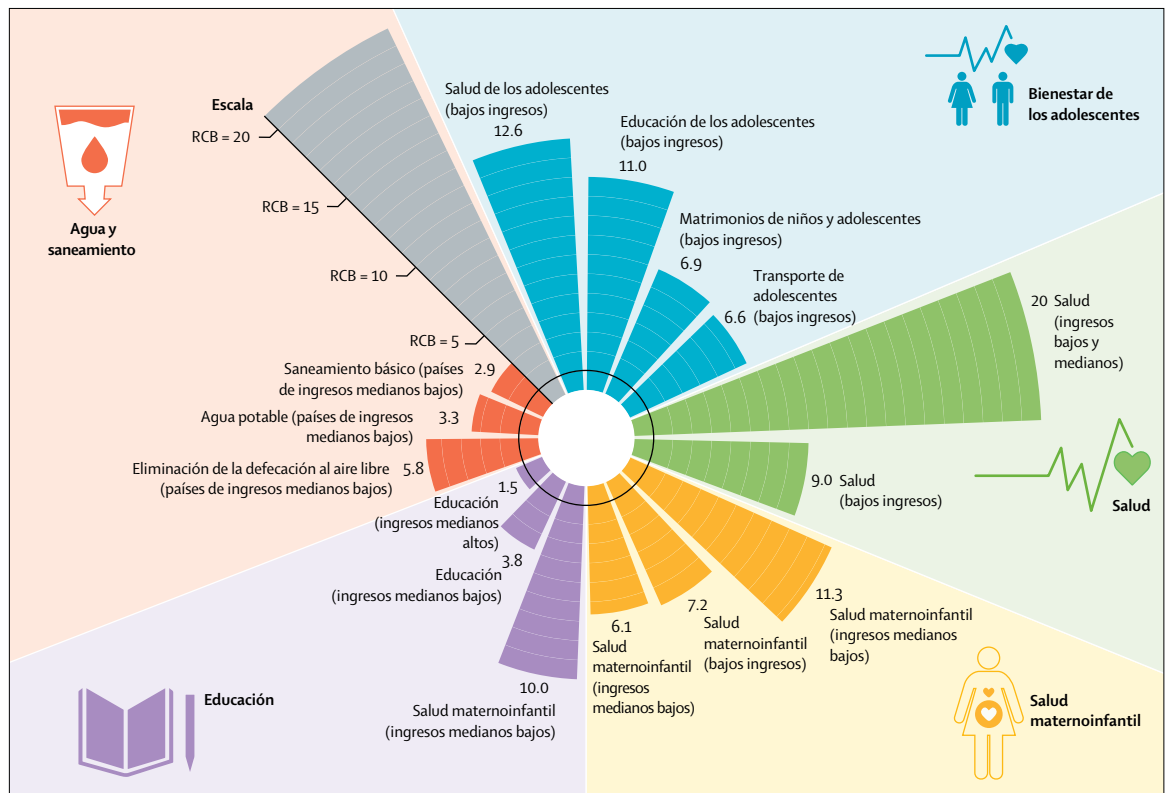 Escala
RCB = 20
RCB = 15
RCB = 10
RCB = 5
Agua y
saneamiento
Saneamiento básico (países
de ingresos medianos bajos)
2.9
Agua potable (países de ingresos
medianos bajos)
3.3
Eliminación de la defecación al aire libre
(países de ingresos medianos bajos)
5.8
Salud de los adolescentes
(bajos ingresos)
12.6
Educación de los adolescentes
(bajos ingresos)
11.0
Matrimonios de niños y adolescentes
(bajos ingresos)
6.9
Transporte de
adolescentes
(bajos ingresos)
6.6
Bienestar de
los adolescentes
20 Salud
(ingresos
bajos y
medianos)
9.0 Salud
(bajos ingresos)
Salud
11.3
Salud maternoinfantil
(ingresos medianos
bajos)
7.2
Salud
maternoinfantil
(bajos ingresos)
6.1
Salud
maternoinfantil
(ingresos
medianos bajos)
Salud
maternoinfantil
1.5
Educación
(ingresos medianos
altos)
3.8
Educación
(ingresos medianos bajos)
10.0
Salud maternoinfantil
(ingresos medianos bajos)
Educación